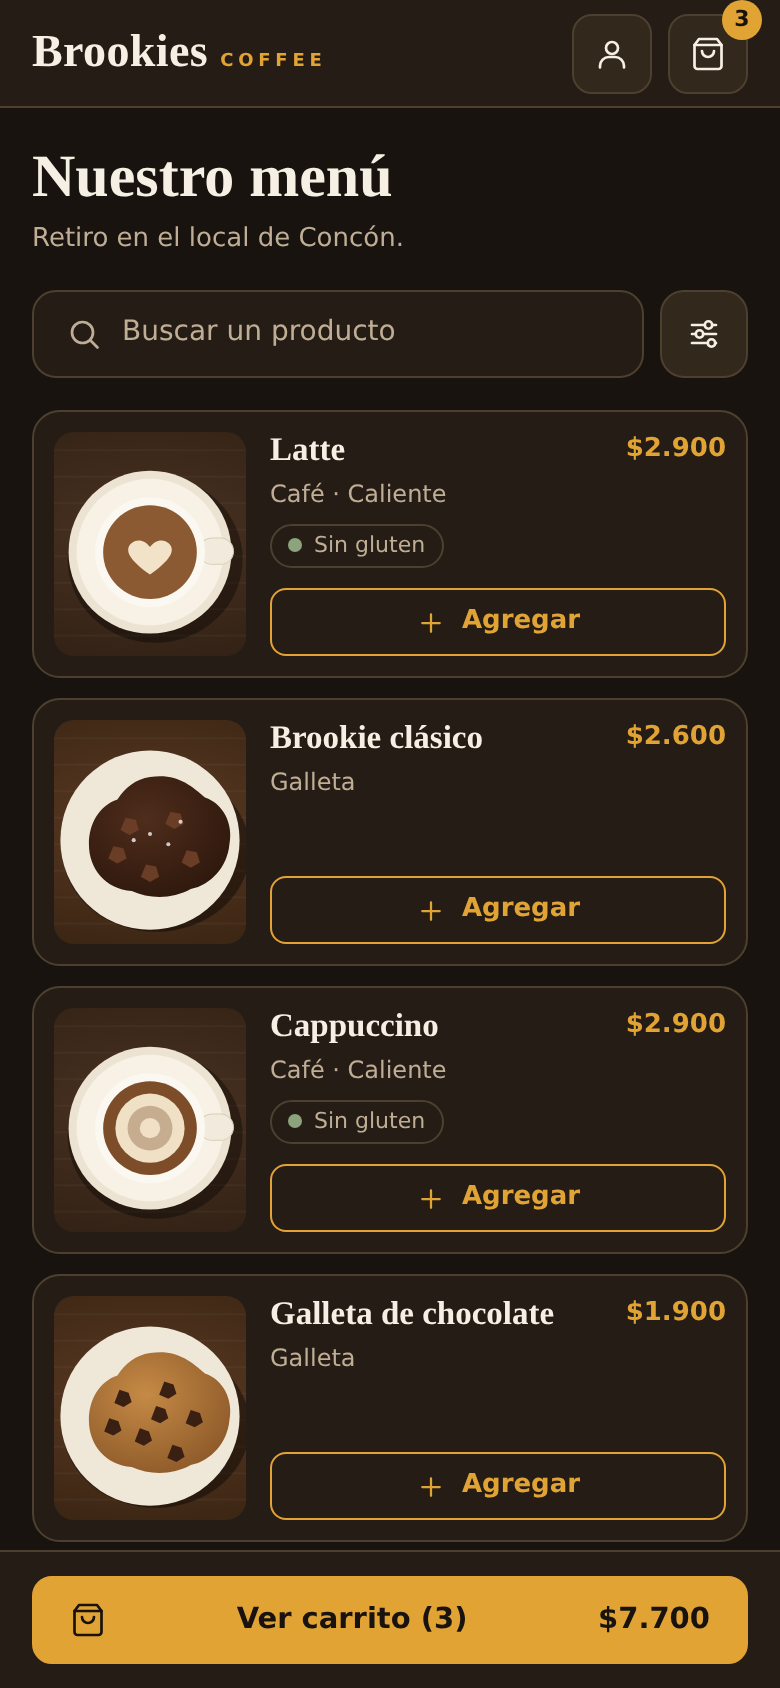 Brookies COFFEE
3
Nuestro menú
Retiro en el local de Concón.
Buscar un producto
Latte $2.900
Café · Caliente
Sin gluten
+ Agregar
Brookie clásico $2.600
Galleta
+ Agregar
Cappuccino $2.900
Café · Caliente
Sin gluten
+ Agregar
Galleta de chocolate $1.900
Galleta
+ Agregar
Ver carrito (3) $7.700